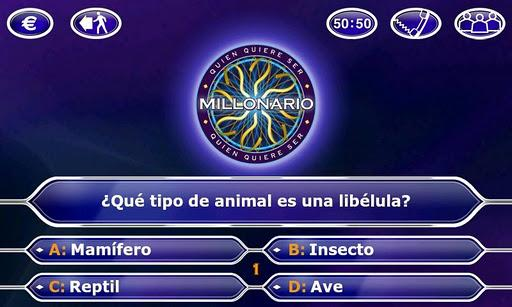 €
50:50
QUIEN QUIERE SER
MILLONARIO
QUIEN QUIERE SER
¿Qué tipo de animal es una libélula?
A: Mamífero
B: Insecto
1
C: Reptil
D: Ave